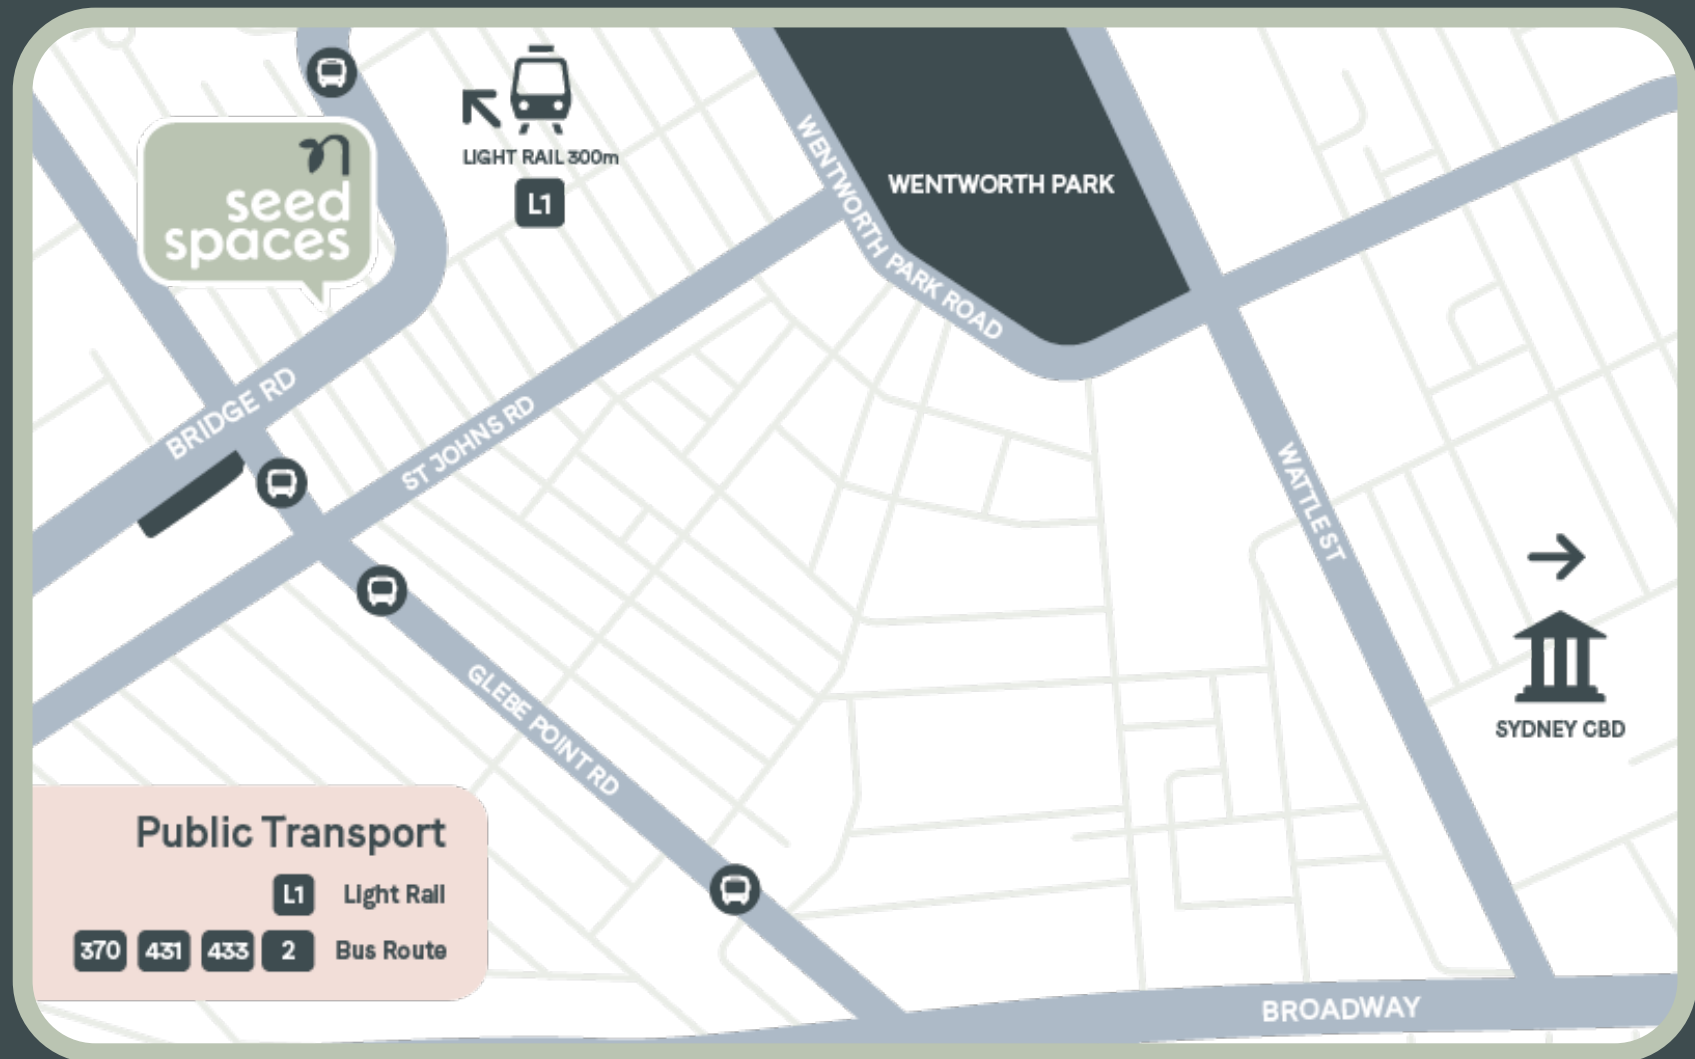 seed
spaces
LIGHT RAIL 300m
L1
WENTWORTH PARK ROAD
WENTWORTH PARK
BRIDGE RD
ST JOHNS RD
WATTLE ST
GLEBE POINT RD
SYDNEY CBD
Public Transport
L1 Light Rail
370 431 433 2 Bus Route
BROADWAY